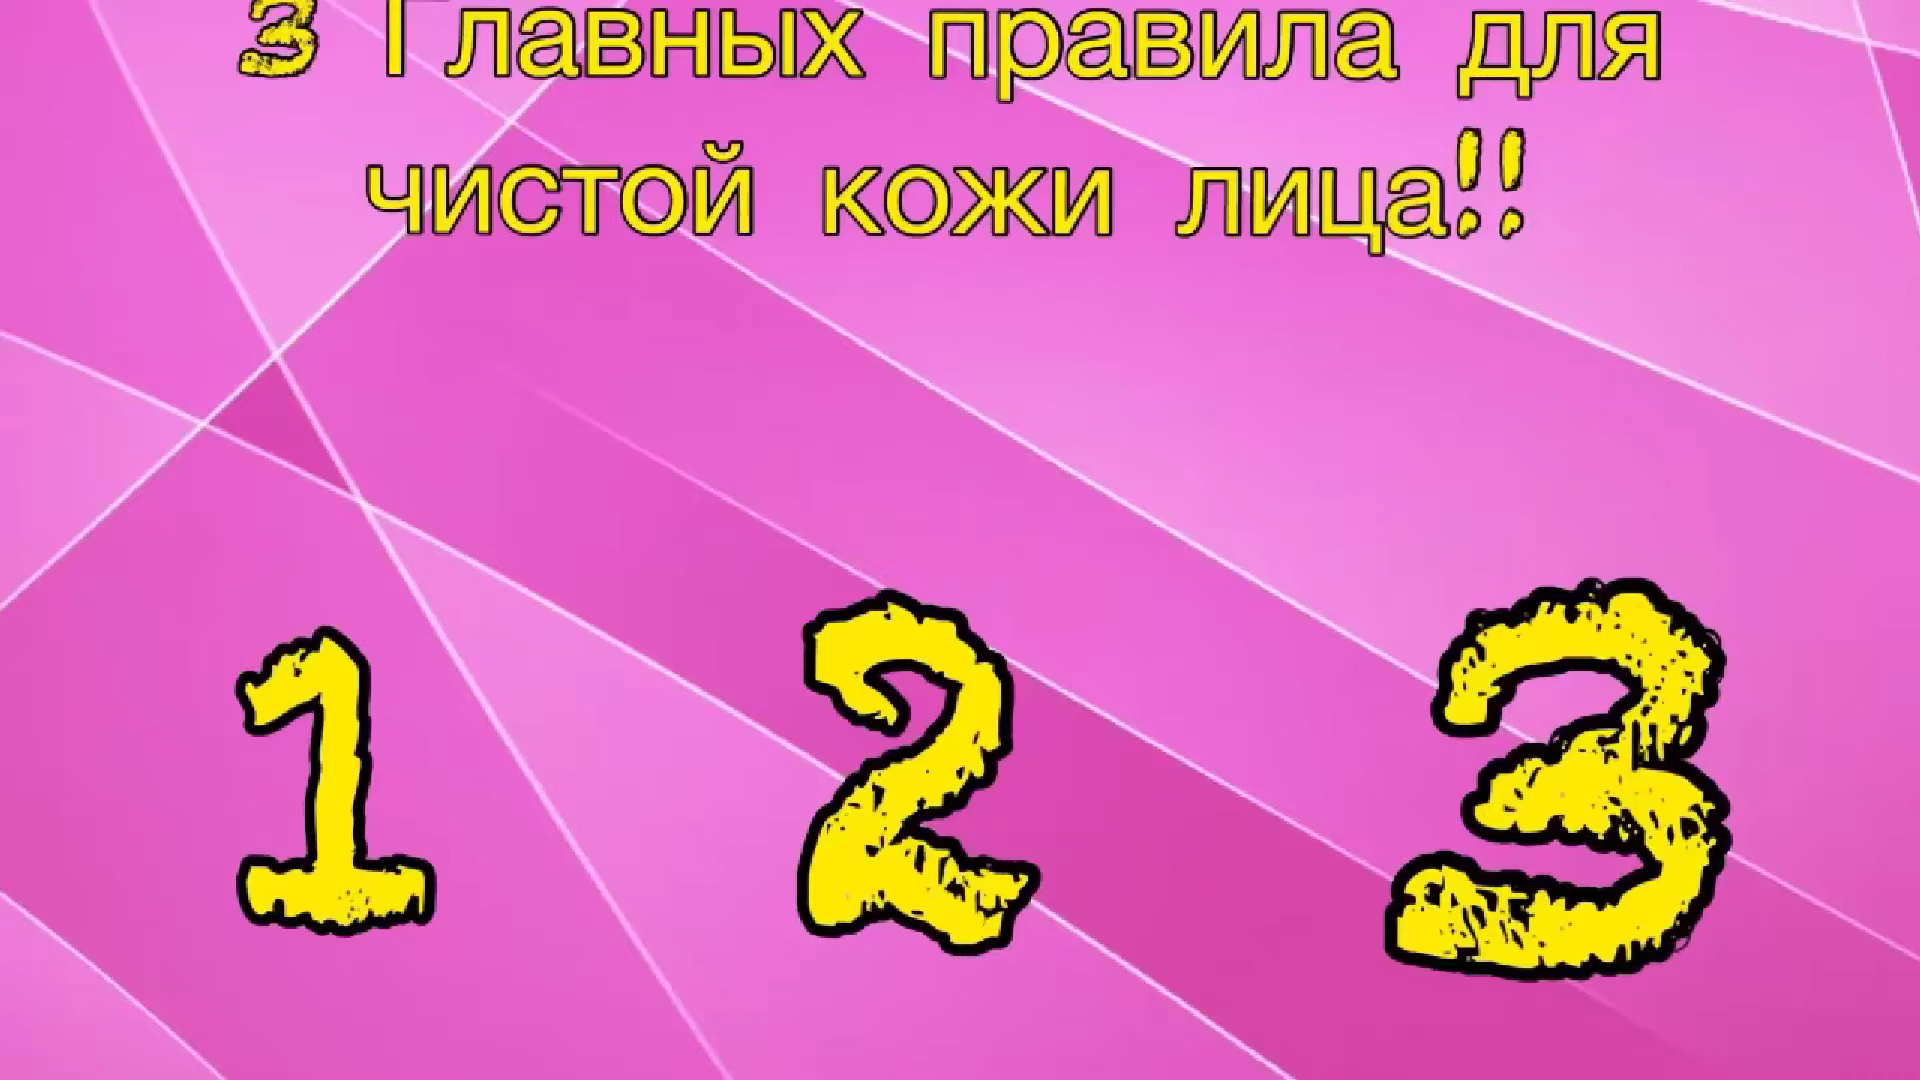 3 Главных правила для
чистой кожи лица!!
1 2 3